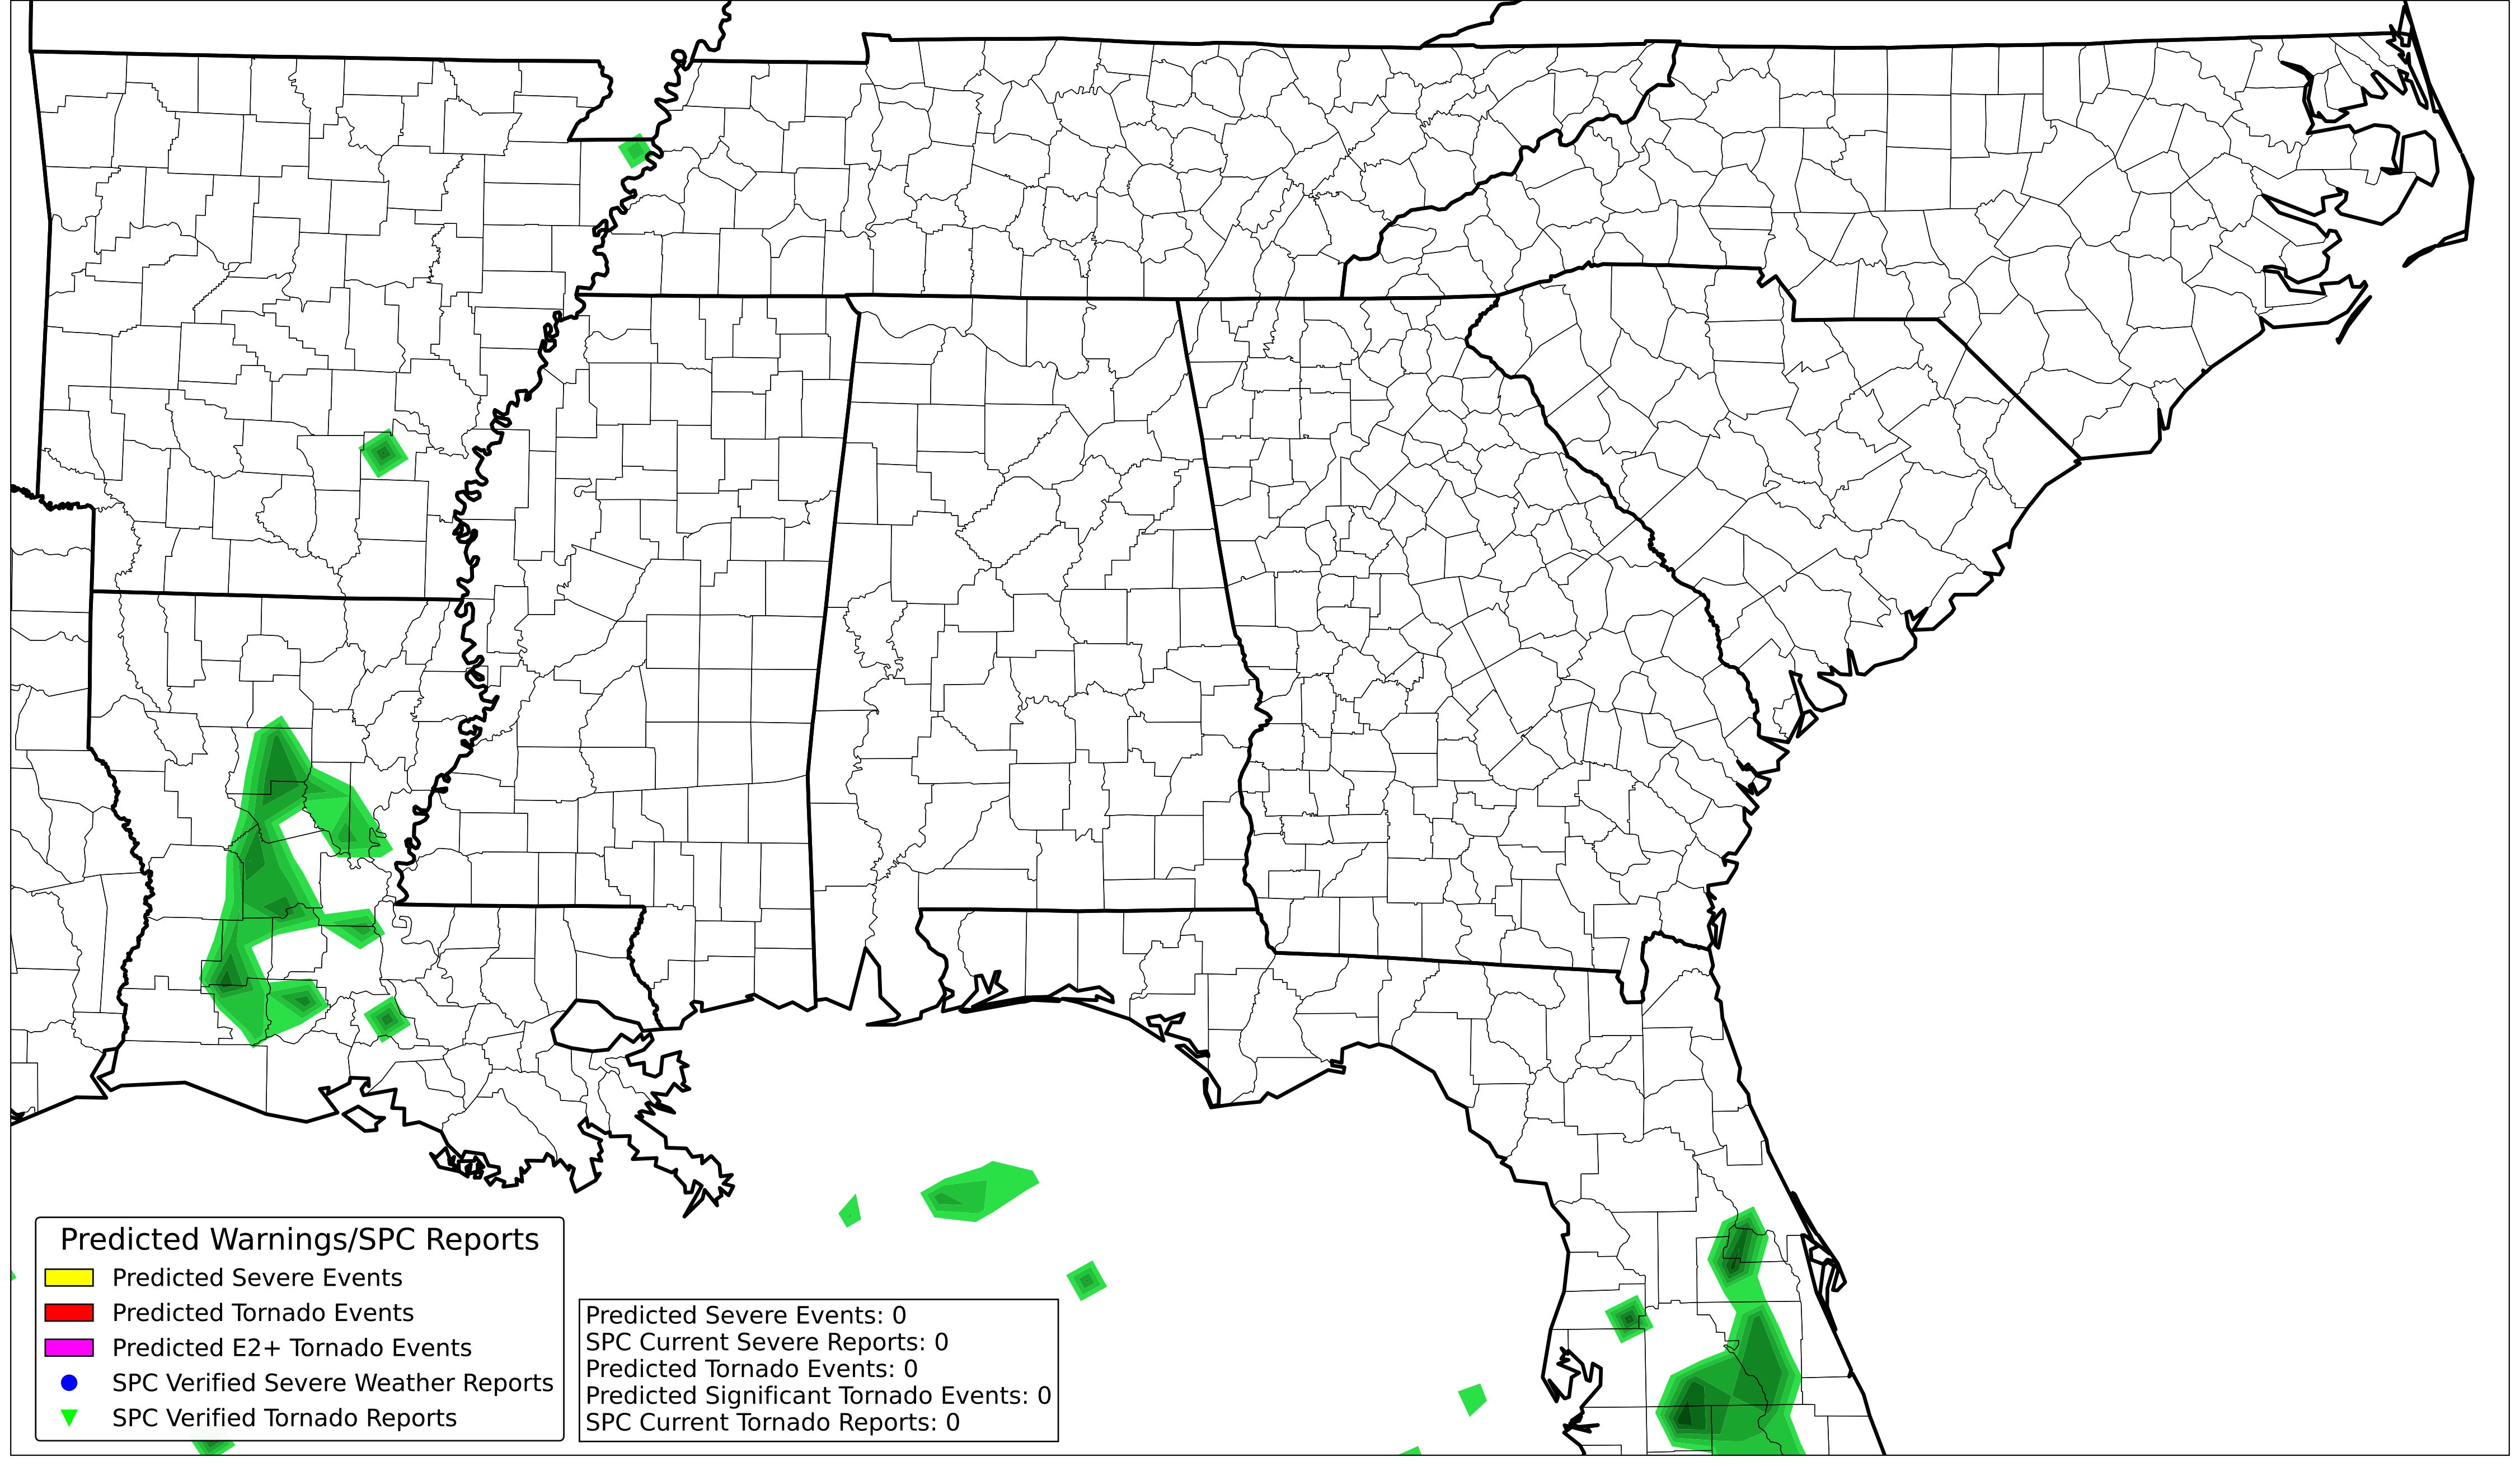 Predicted Warnings/SPC Reports
Predicted Severe Events
Predicted Tornado Events
Predicted E2+ Tornado Events
SPC Verified Severe Weather Reports
SPC Verified Tornado Reports
Predicted Severe Events: 0
SPC Current Severe Reports: 0
Predicted Tornado Events: 0
Predicted Significant Tornado Events: 0
SPC Current Tornado Reports: 0